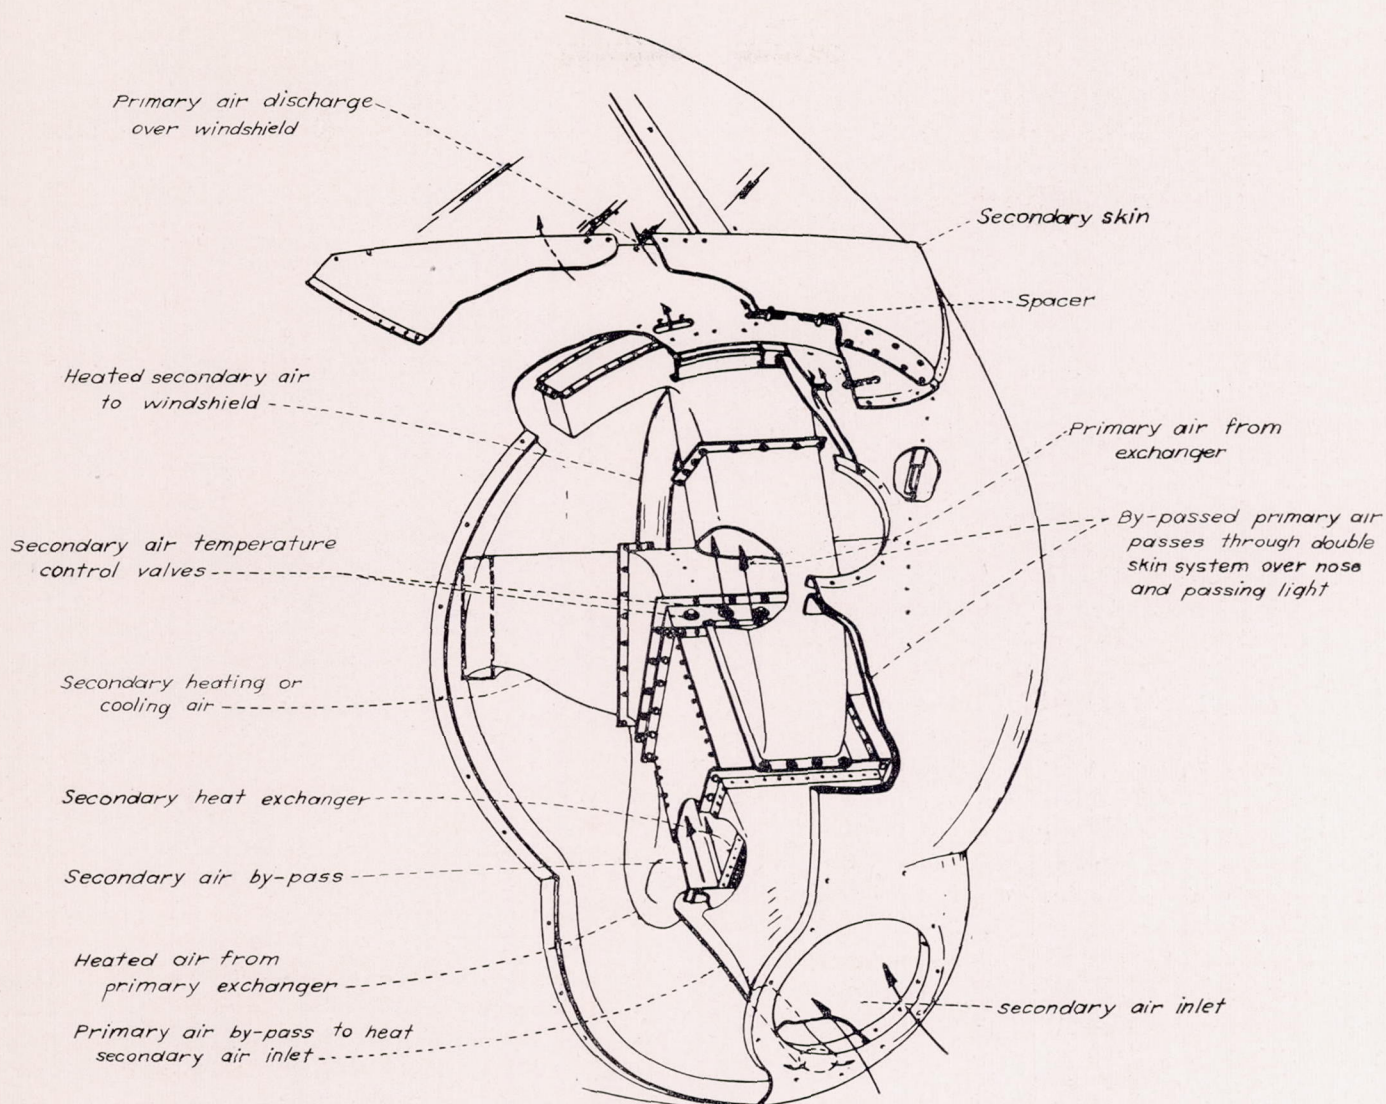 Primary air discharge
over windshield
Secondary skin
Spacer
Heated secondary air
to windshield
Primary air from
exchanger
By-passed primary air
passes through double
skin system over nose
and passing light
Secondary air temperature
control valves
Secondary heating or
cooling air
Secondary heat exchanger
Secondary air by-pass
Heated air from
primary exchanger
secondary air inlet
Primary air by-pass to heat
secondary air inlet